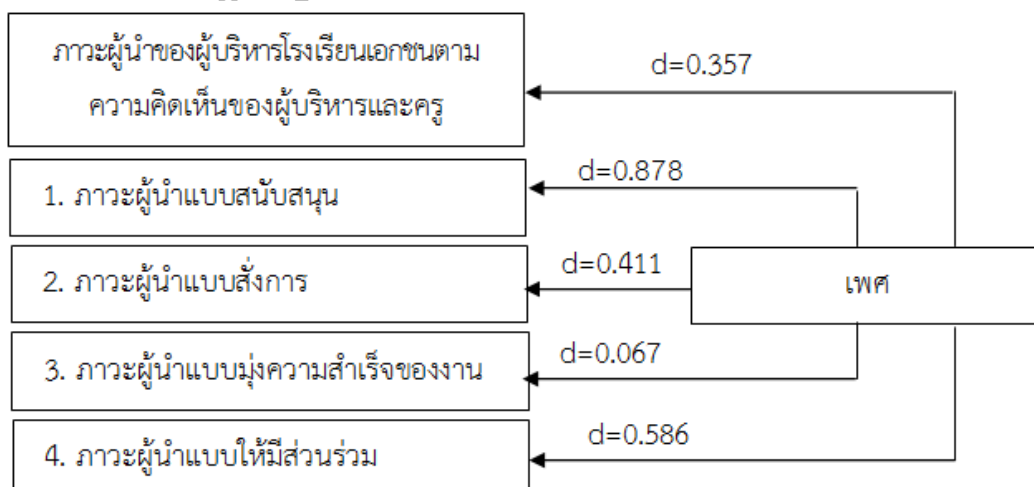 ภาวะผู้นำของผู้บริหารโรงเรียนเอกชนตาม
ความคิดเห็นของผู้บริหารและครู
d=0.357
1. ภาวะผู้นำแบบสนับสนุน
d=0.878
2. ภาวะผู้นำแบบสั่งการ
d=0.411
เพศ
3. ภาวะผู้นำแบบมุ่งความสำเร็จของงาน
d=0.067
4. ภาวะผู้นำแบบให้มีส่วนร่วม
d=0.586